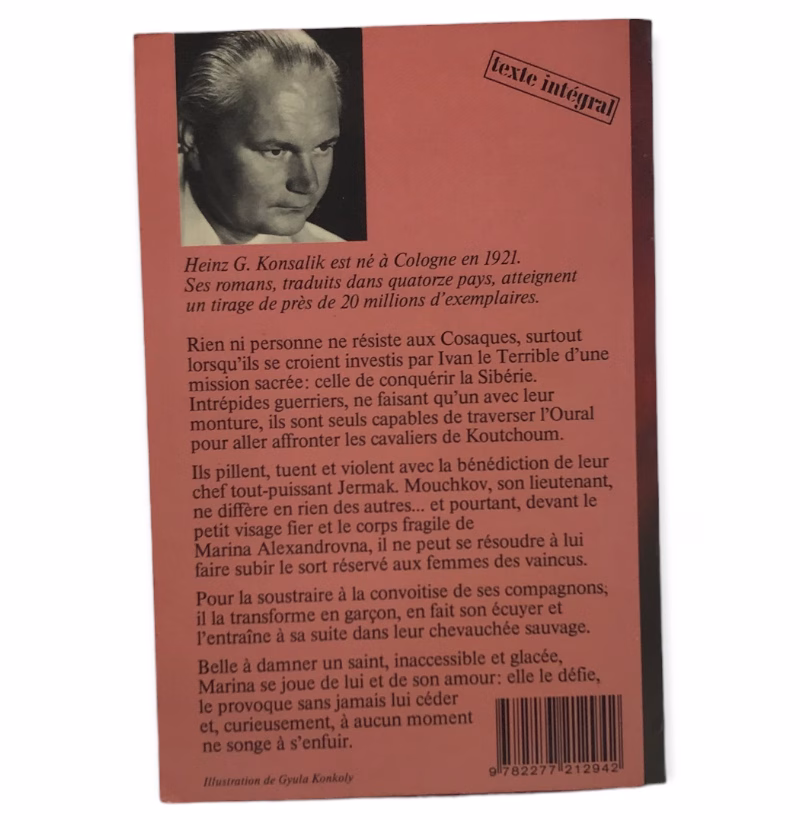 texte intégral
Heinz G. Konsalik est né à Cologne en 1921.
Ses romans, traduits dans quatorze pays, atteignent
un tirage de près de 20 millions d'exemplaires.
Rien ni personne ne résiste aux Cosaques, surtout
lorsqu'ils se croient investis par Ivan le Terrible d'une
mission sacrée: celle de conquérir la Sibérie.
Intrépides guerriers, ne faisant qu'un avec leur
monture, ils sont seuls capables de traverser l'Oural
pour aller affronter les cavaliers de Koutchoum.
Ils pillent, tuent et violent avec la bénédiction de leur
chef tout-puissant Jermak. Mouchkov, son lieutenant,
ne diffère en rien des autres... et pourtant, devant le
petit visage fier et le corps fragile de
Marina Alexandrovna, il ne peut se résoudre à lui
faire subir le sort réservé aux femmes des vaincus.
Pour la soustraire à la convoitise de ses compagnons,
il la transforme en garçon, en fait son écuyer et
l'entraîne à sa suite dans leur chevauchée sauvage.
Belle à damner un saint, inaccessible et glacée,
Marina se joue de lui et de son amour: elle le défie,
le provoque sans jamais lui céder
et, curieusement, à aucun moment
ne songe à s'enfuir.
Illustration de Gyula Konkoly
9 782277 212942